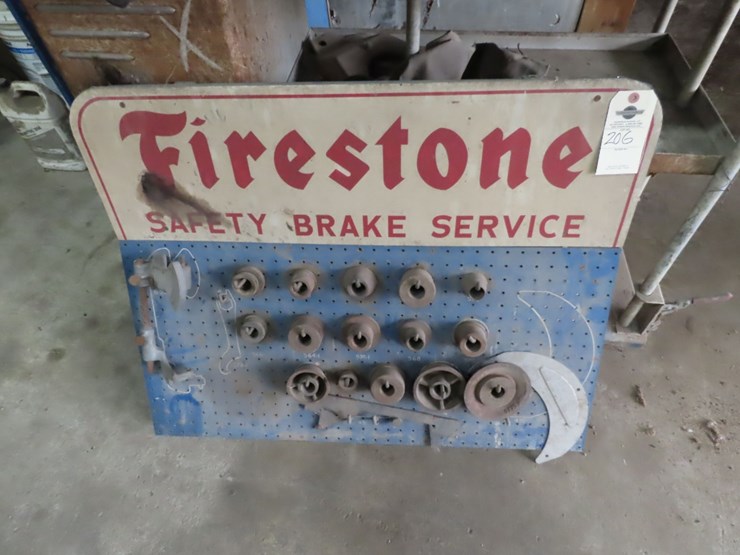 Firestone
SAFETY BRAKE SERVICE
206